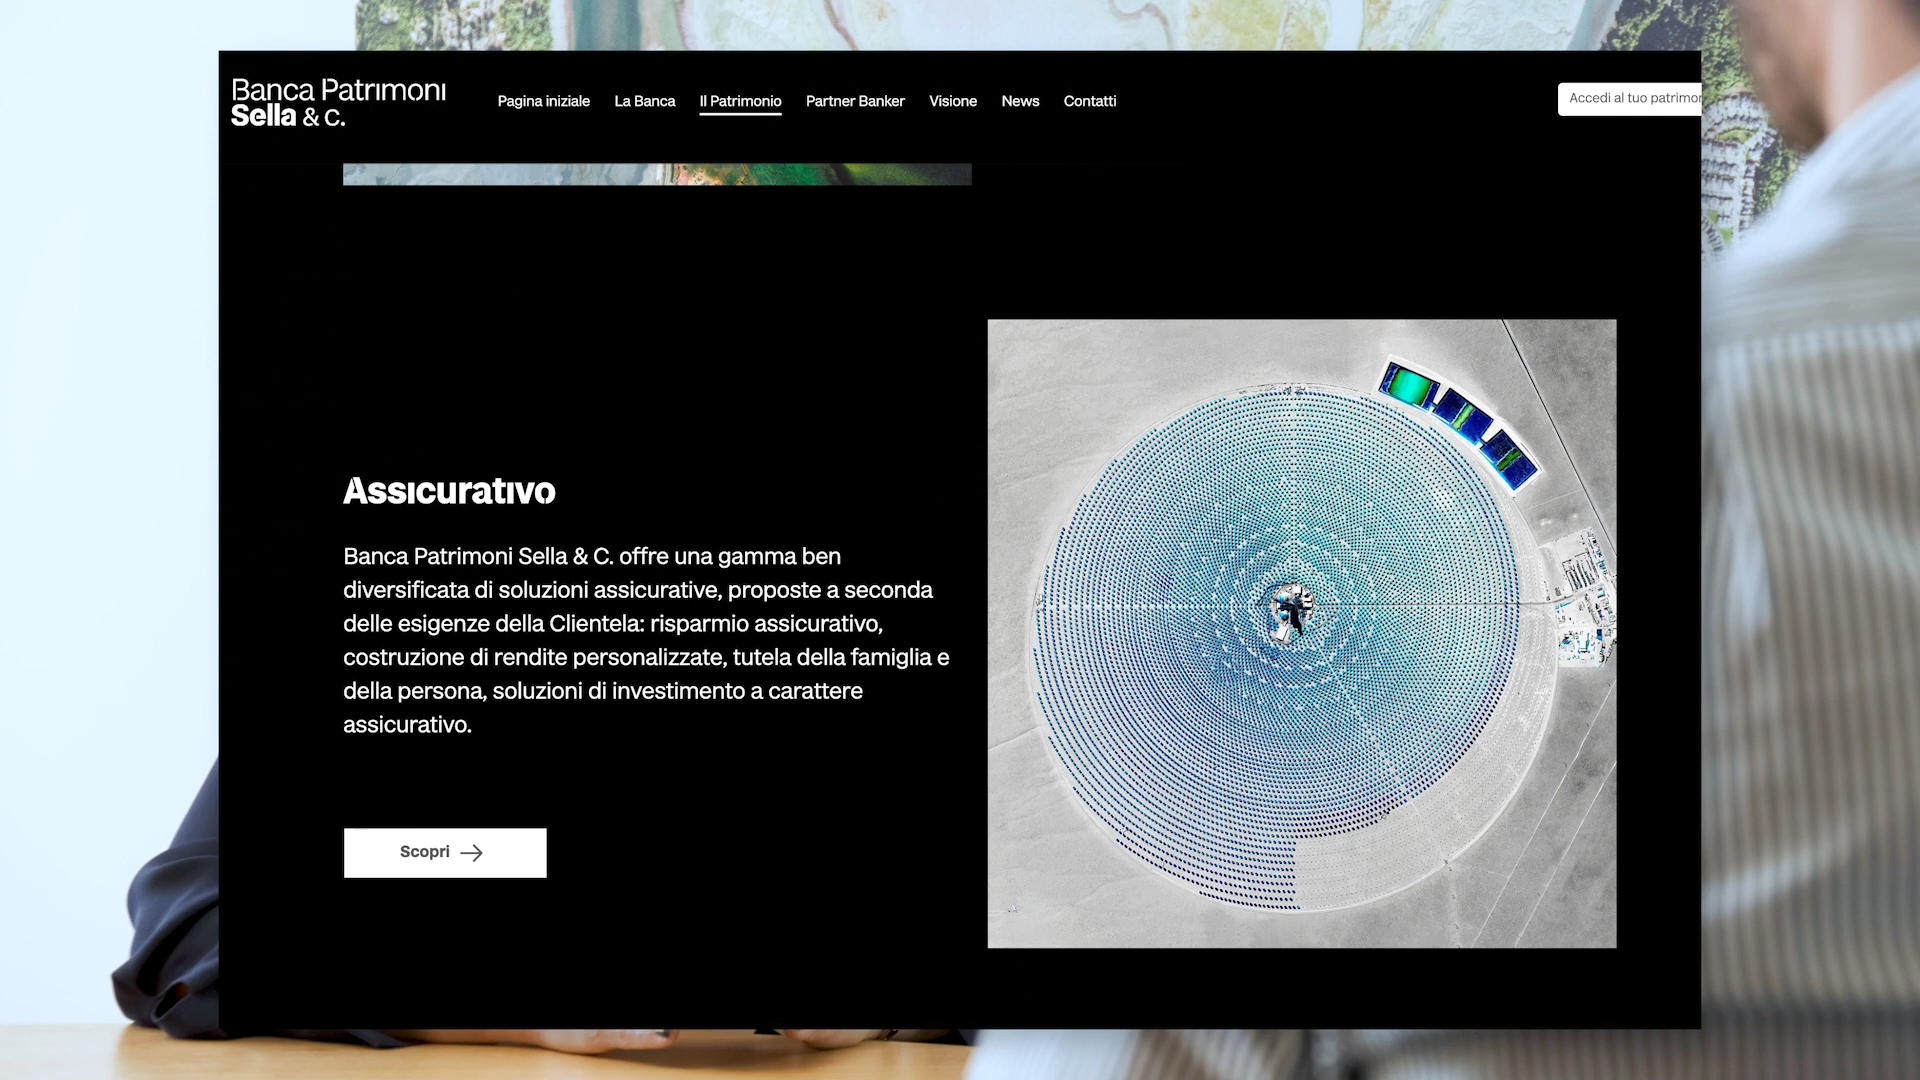 Banca Patrimoni
Sella & C.
Pagina iniziale
La Banca
Il Patrimonio
Partner Banker
Visione
News
Contatti
Accedi al tuo patrimon
Assicurativo
Banca Patrimoni Sella & C. offre una gamma ben
diversificata di soluzioni assicurative, proposte a seconda
delle esigenze della Clientela: risparmio assicurativo,
costruzione di rendite personalizzate, tutela della famiglia e
della persona, soluzioni di investimento a carattere
assicurativo.
Scopri